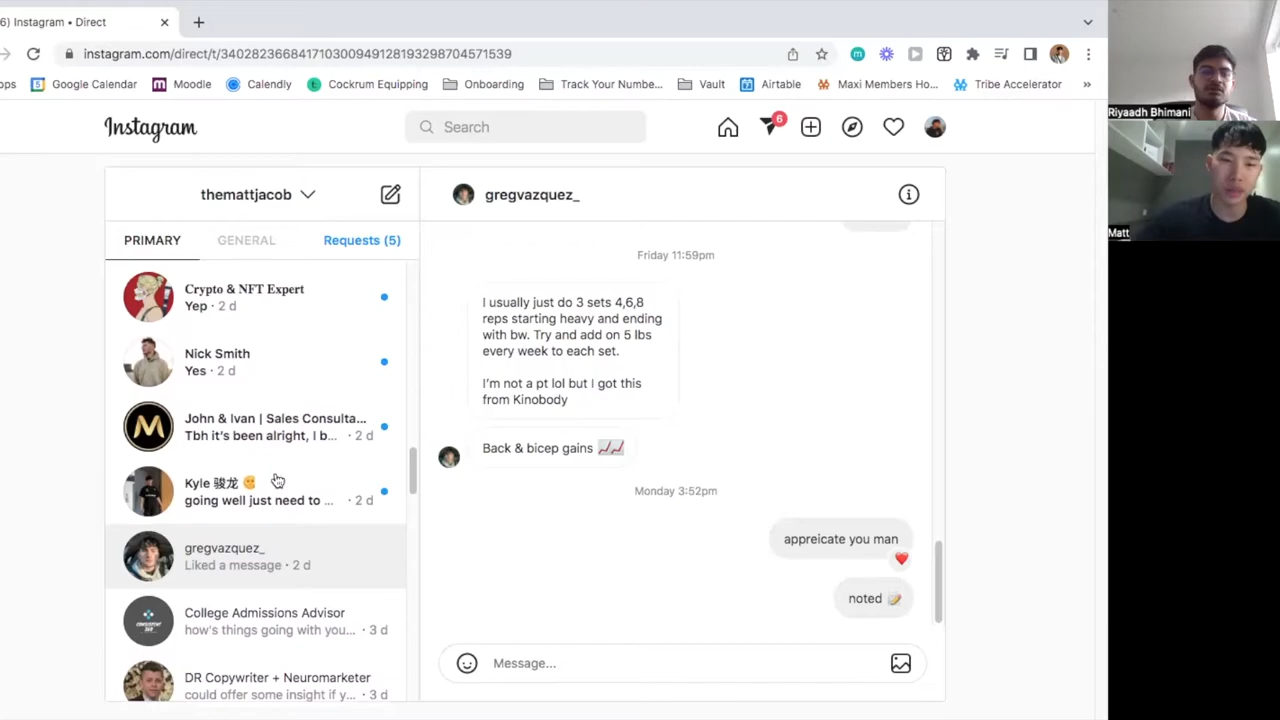 6) Instagram • Direct
instagram.com/direct/t/340282366841710300949128193298704571539
ps
Google Calendar
Moodle
Calendly
Cockrum Equipping
Onboarding
Track Your Numbe...
Vault
Airtable
Maxi Members Ho...
Tribe Accelerator
»
Instagram
Search
6
themattjacob
gregvazquez_
PRIMARY
GENERAL
Requests (5)
Crypto & NFT Expert
Yep · 2 d
Nick Smith
Yes · 2 d
M
John & Ivan | Sales Consulta...
Tbh it's been alright, I b... · 2 d
Kyle 骏龙
going well just need to ... · 2 d
gregvazquez_
Liked a message · 2 d
College Admissions Advisor
how's things going with you... · 3 d
DR Copywriter + Neuromarketer
could offer some insight if y... · 3 d
Friday 11:59pm
I usually just do 3 sets 4,6,8
reps starting heavy and ending
with bw. Try and add on 5 lbs
every week to each set.
I'm not a pt lol but I got this
from Kinobody
Back & bicep gains 📈📈
Monday 3:52pm
appreicate you man
❤️
noted
Message...
Riyaadh Bhimani
Matt